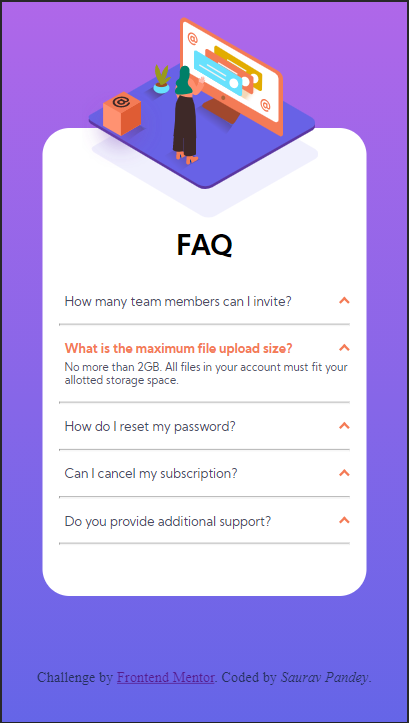 FAQ
How many team members can I invite?
What is the maximum file upload size?
No more than 2GB. All files in your account must fit your
allotted storage space.
How do I reset my password?
Can I cancel my subscription?
Do you provide additional support?
Challenge by Frontend Mentor. Coded by Saurav Pandey.